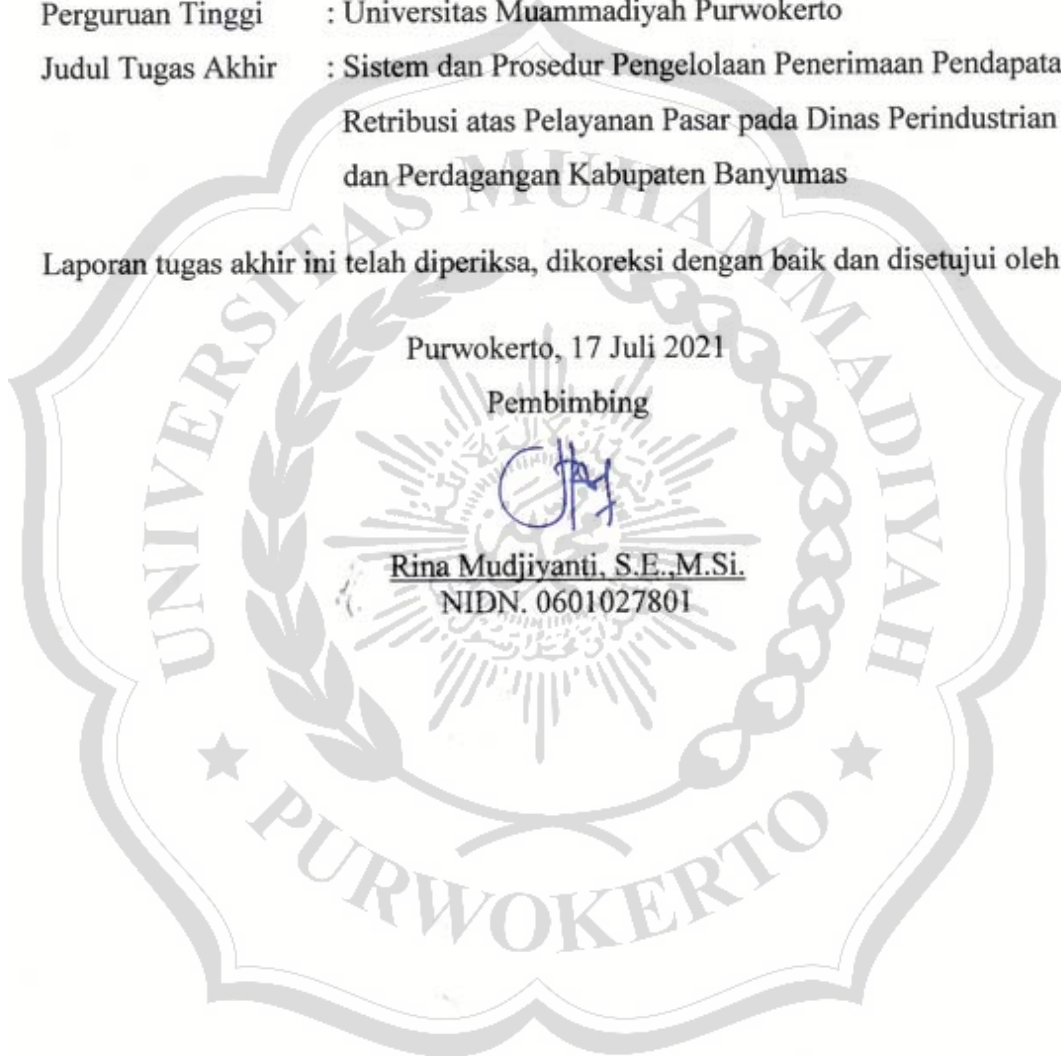 Perguruan Tinggi : Universitas Muammadiyah Purwokerto
Judul Tugas Akhir : Sistem dan Prosedur Pengelolaan Penerimaan Pendapata
Retribusi atas Pelayanan Pasar pada Dinas Perindustrian
dan Perdagangan Kabupaten Banyumas
Laporan tugas akhir ini telah diperiksa, dikoreksi dengan baik dan disetujui oleh
Purwokerto, 17 Juli 2021
Pembimbing
Rina Mudjiyanti, S.E.,M.Si.
NIDN. 0601027801
UNIVERSITAS MUHAMMADIYAH
PURWOKERTO